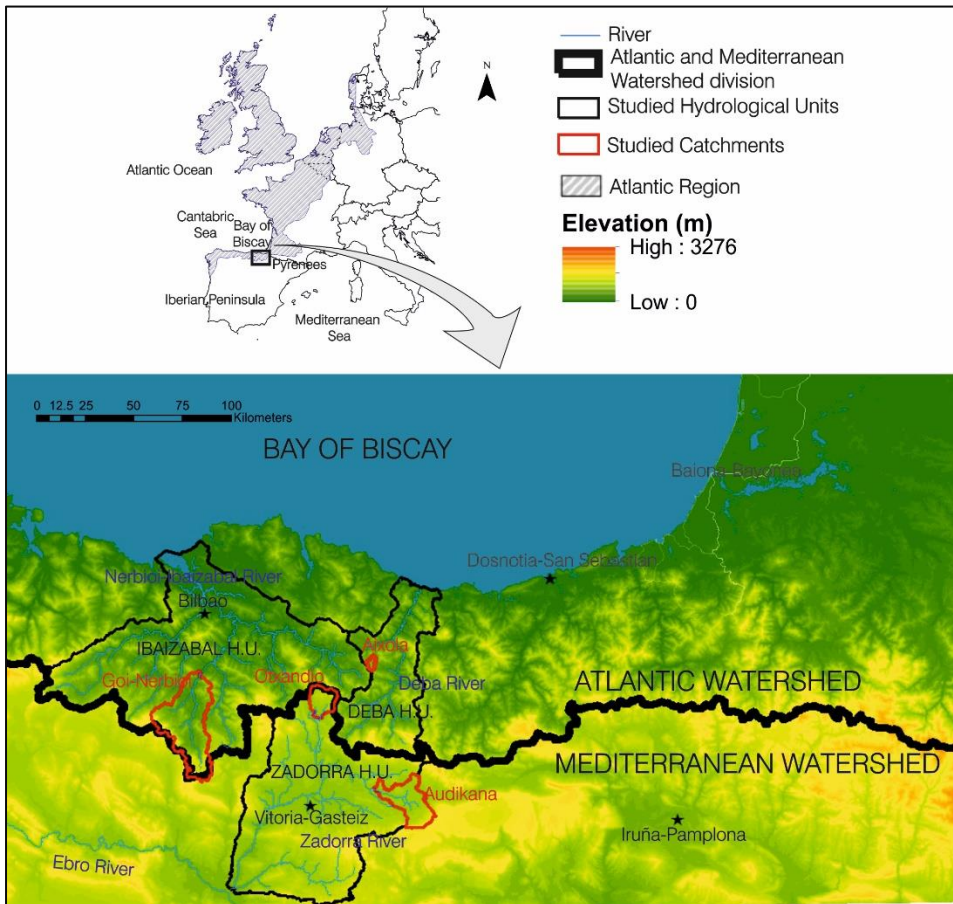 N
River
Atlantic and Mediterranean
Watershed division
Studied Hydrological Units
Studied Catchments
Atlantic Region
Elevation (m)
High : 3276
Low : 0
Atlantic Ocean
Cantabric
Sea
Bay of
Biscay
Pyrenees
Iberian Peninsula
Mediterranean
Sea
0 12.5 25 50 75 100
Kilometers
BAY OF BISCAY
Baiona-Bayonna
Dosnotia-San Sebastian
Nerbioi-Ibaizabal River
Bilbao
IBAIZABAL H.U.
Aixola
Goi-Nerbio
Otxandio
Deba River
DEBA H.U.
ATLANTIC WATERSHED
MEDITERRANEAN WATERSHED
ZADORRA H.U.
Audikana
Vitoria-Gasteiz
Zadorra River
Iruña-Pamplona
Ebro River